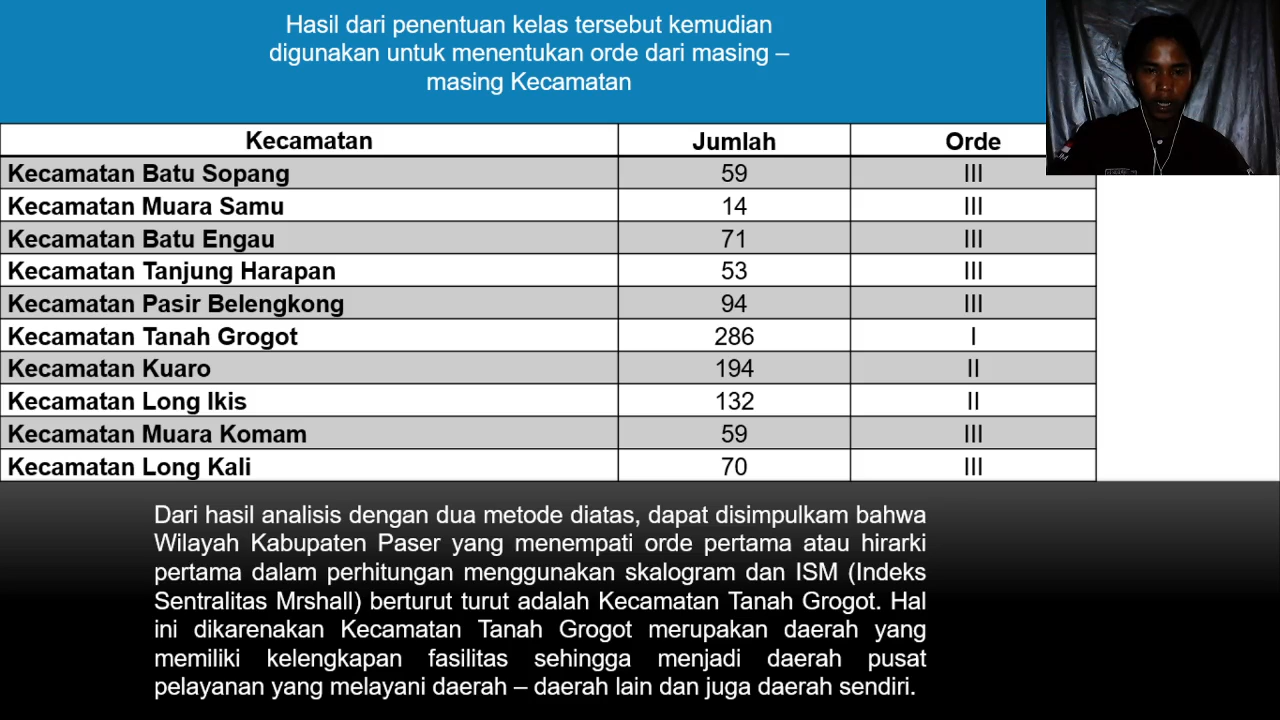 Hasil dari penentuan kelas tersebut kemudian
digunakan untuk menentukan orde dari masing –
masing Kecamatan
Kecamatan Jumlah Orde
Kecamatan Batu Sopang 59 III
Kecamatan Muara Samu 14 III
Kecamatan Batu Engau 71 III
Kecamatan Tanjung Harapan 53 III
Kecamatan Pasir Belengkong 94 III
Kecamatan Tanah Grogot 286 I
Kecamatan Kuaro 194 II
Kecamatan Long Ikis 132 II
Kecamatan Muara Komam 59 III
Kecamatan Long Kali 70 III
Dari hasil analisis dengan dua metode diatas, dapat disimpulkam bahwa
Wilayah Kabupaten Paser yang menempati orde pertama atau hirarki
pertama dalam perhitungan menggunakan skalogram dan ISM (Indeks
Sentralitas Mrshall) berturut turut adalah Kecamatan Tanah Grogot. Hal
ini dikarenakan Kecamatan Tanah Grogot merupakan daerah yang
memiliki kelengkapan fasilitas sehingga menjadi daerah pusat
pelayanan yang melayani daerah – daerah lain dan juga daerah sendiri.